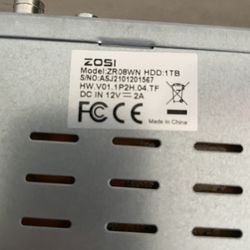 ZOSI
Model:ZR08WN HDD:1TB
S/NO:ASJ2101201567
HW.V01.1P2H.04.TF
DC IN 12V⎓2A
FCC CE
Made In China